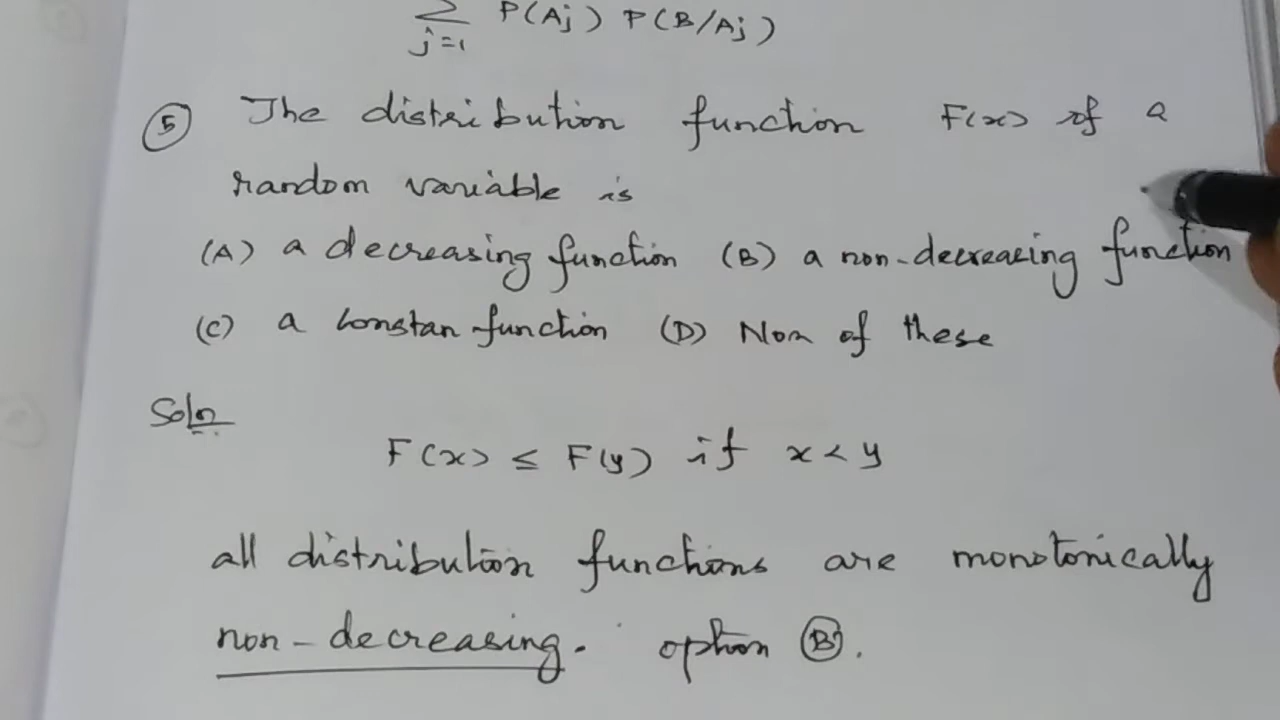 ∑ P(Aj) P(B/Aj)
j=1
(5) The distribution function F(x) of a
random variable is
(A) a decreasing function (B) a non-decreasing function
(C) a constan function (D) Non of these
Soln
F(x) ≤ F(y) if x < y
all distribution functions are monotonically
non-decreasing. option (B).